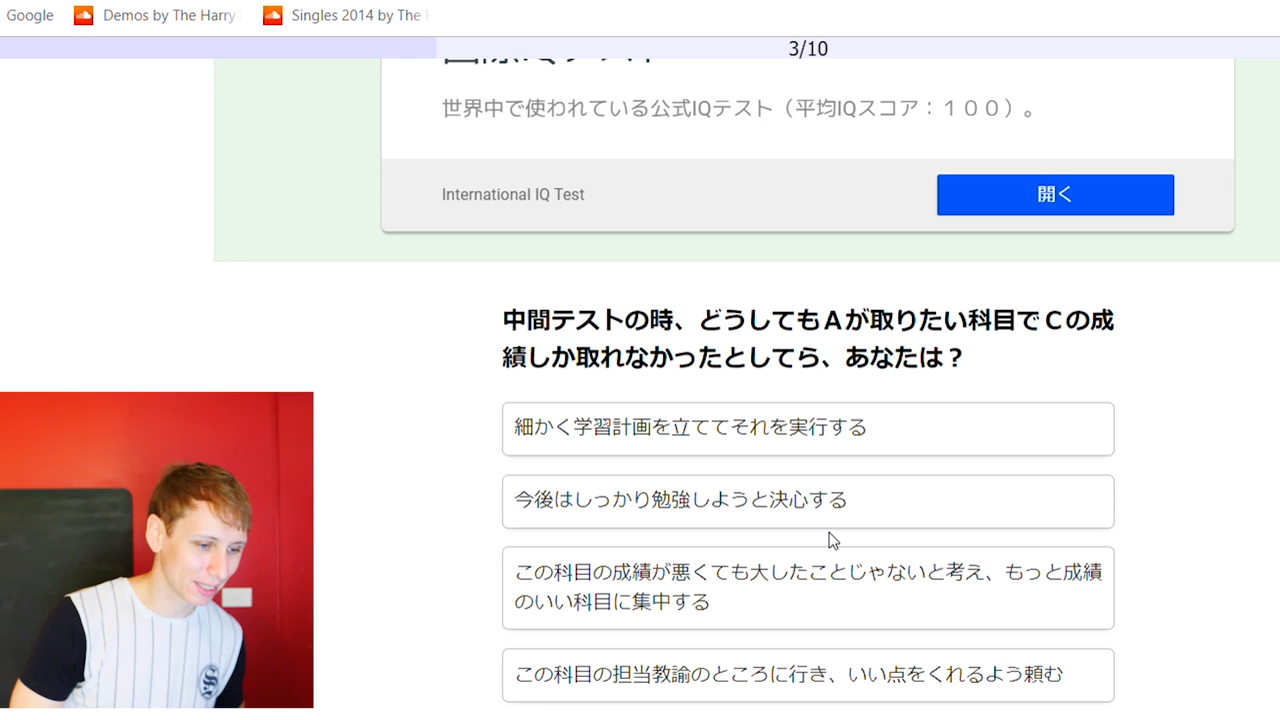 Google Demos by The Harry Singles 2014 by The
3/10
世界中で使われている公式IQテスト（平均IQスコア：１００）。
International IQ Test 開く
中間テストの時、どうしてもＡが取りたい科目でＣの成
績しか取れなかったとしてら、あなたは？
細かく学習計画を立ててそれを実行する
今後はしっかり勉強しようと決心する
この科目の成績が悪くても大したことじゃないと考え、もっと成績
のいい科目に集中する
この科目の担当教諭のところに行き、いい点をくれるよう頼む